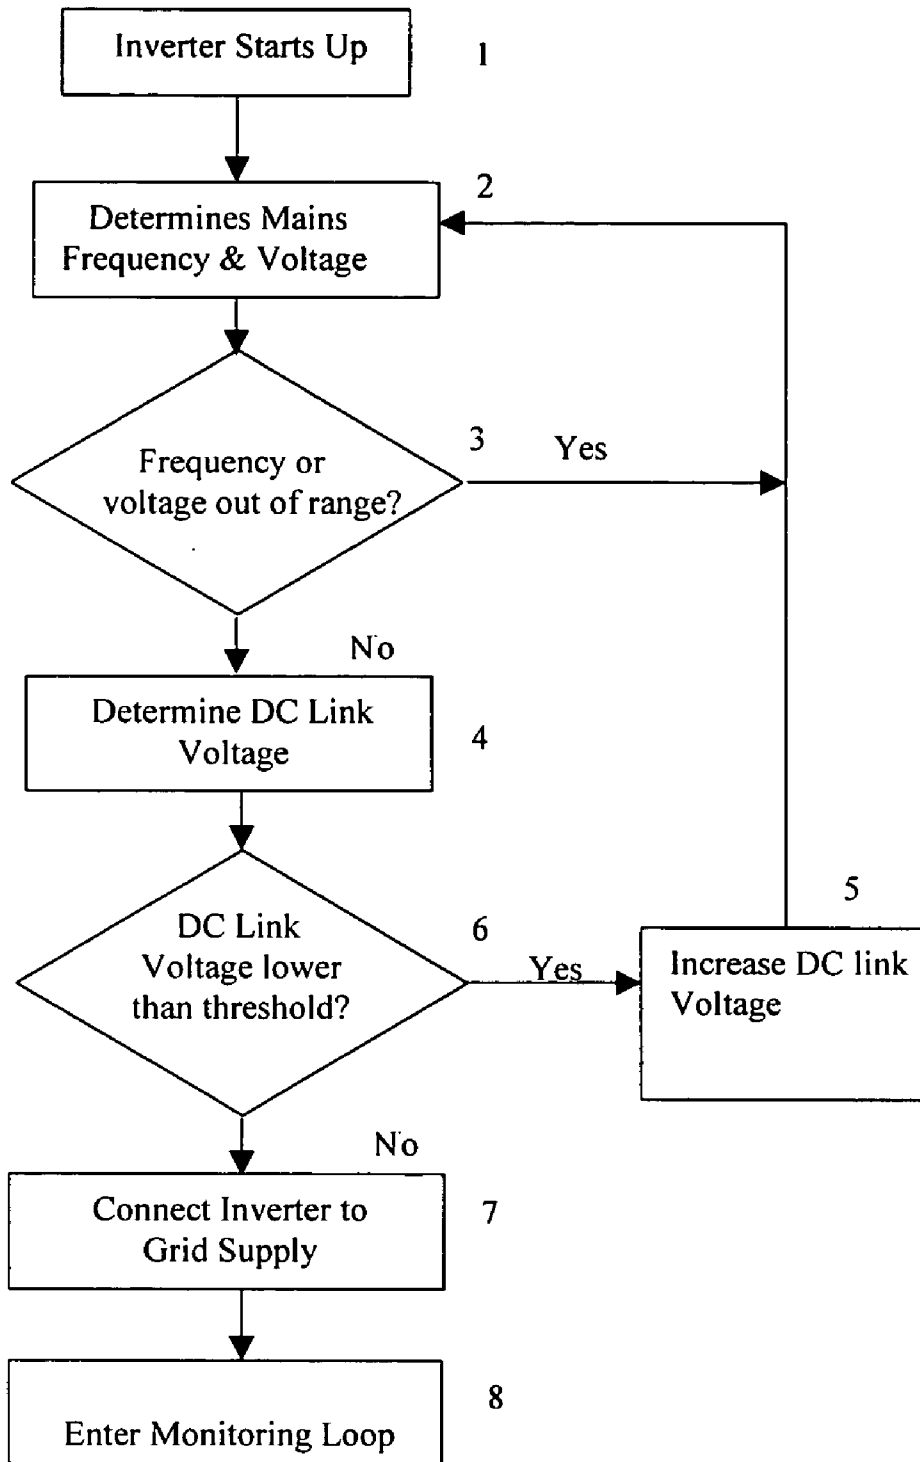 Inverter Starts Up
1
2
Determines Mains
Frequency & Voltage
3
Yes
Frequency or
voltage out of range?
No
Determine DC Link
Voltage
4
5
DC Link
Voltage lower
than threshold?
6
Yes
Increase DC link
Voltage
No
Connect Inverter to
Grid Supply
7
8
Enter Monitoring Loop